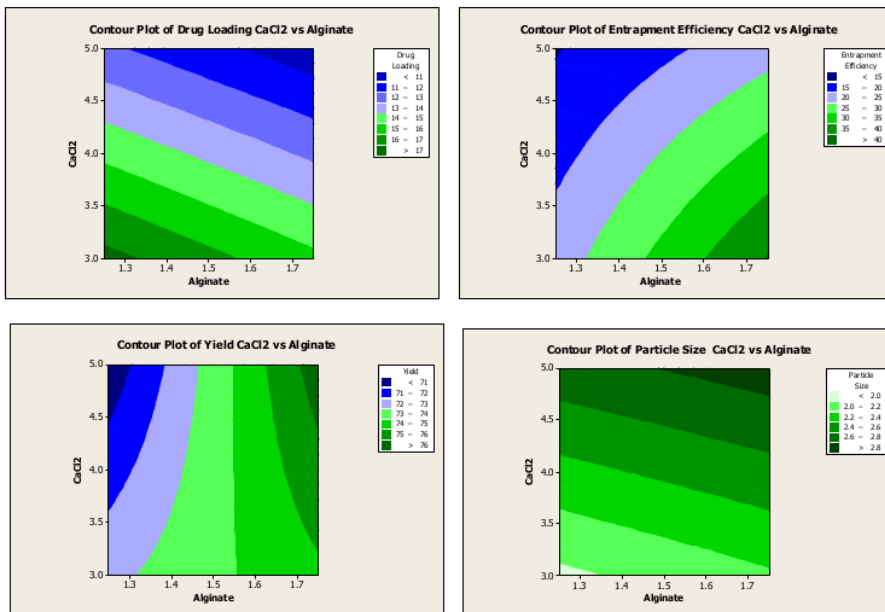 Contour Plot of Drug Loading CaCl2 vs Alginate
Drug
Loading
< 11
11 – 12
12 – 13
13 – 14
14 – 15
15 – 16
16 – 17
> 17
5.0
4.5
4.0
3.5
3.0
CaCl2
1.3 1.4 1.5 1.6 1.7
Alginate
Contour Plot of Entrapment Efficiency CaCl2 vs Alginate
Entrapment
Efficiency
< 15
15 – 20
20 – 25
25 – 30
30 – 35
35 – 40
> 40
5.0
4.5
4.0
3.5
3.0
CaCl2
1.3 1.4 1.5 1.6 1.7
Alginate
Contour Plot of Yield CaCl2 vs Alginate
Yield
< 71
71 – 72
72 – 73
73 – 74
74 – 75
75 – 76
> 76
5.0
4.5
4.0
3.5
3.0
CaCl2
1.3 1.4 1.5 1.6 1.7
Alginate
Contour Plot of Particle Size CaCl2 vs Alginate
Particle
Size
< 2.0
2.0 – 2.2
2.2 – 2.4
2.4 – 2.6
2.6 – 2.8
> 2.8
5.0
4.5
4.0
3.5
3.0
CaCl2
1.3 1.4 1.5 1.6 1.7
Alginate